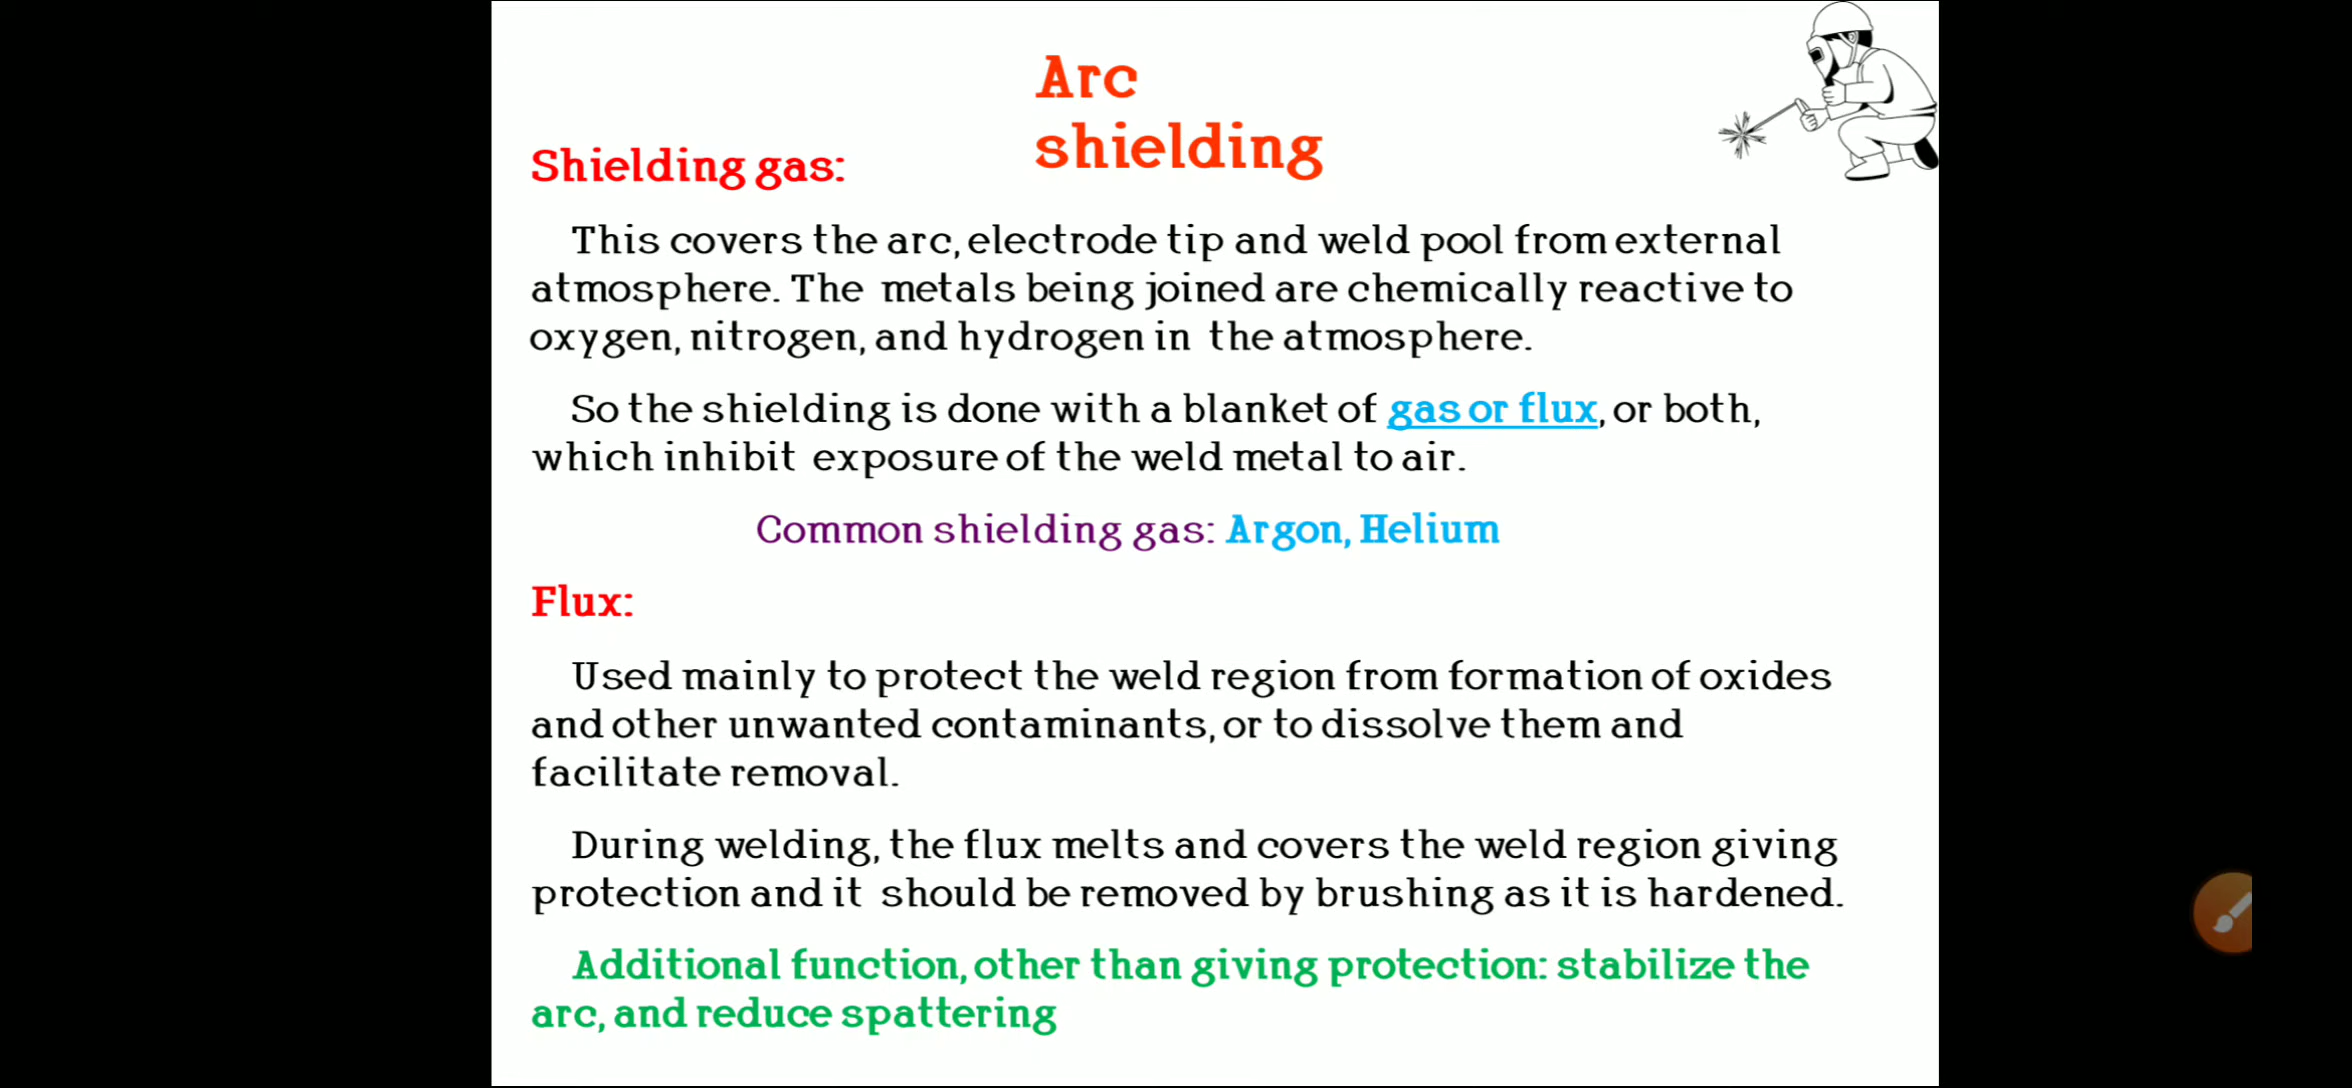 Arc
shielding
Shielding gas:
This covers the arc, electrode tip and weld pool from external
atmosphere. The metals being joined are chemically reactive to
oxygen, nitrogen, and hydrogen in the atmosphere.
So the shielding is done with a blanket of gas or flux, or both,
which inhibit exposure of the weld metal to air.
Common shielding gas: Argon, Helium
Flux:
Used mainly to protect the weld region from formation of oxides
and other unwanted contaminants, or to dissolve them and
facilitate removal.
During welding, the flux melts and covers the weld region giving
protection and it should be removed by brushing as it is hardened.
Additional function, other than giving protection: stabilize the
arc, and reduce spattering